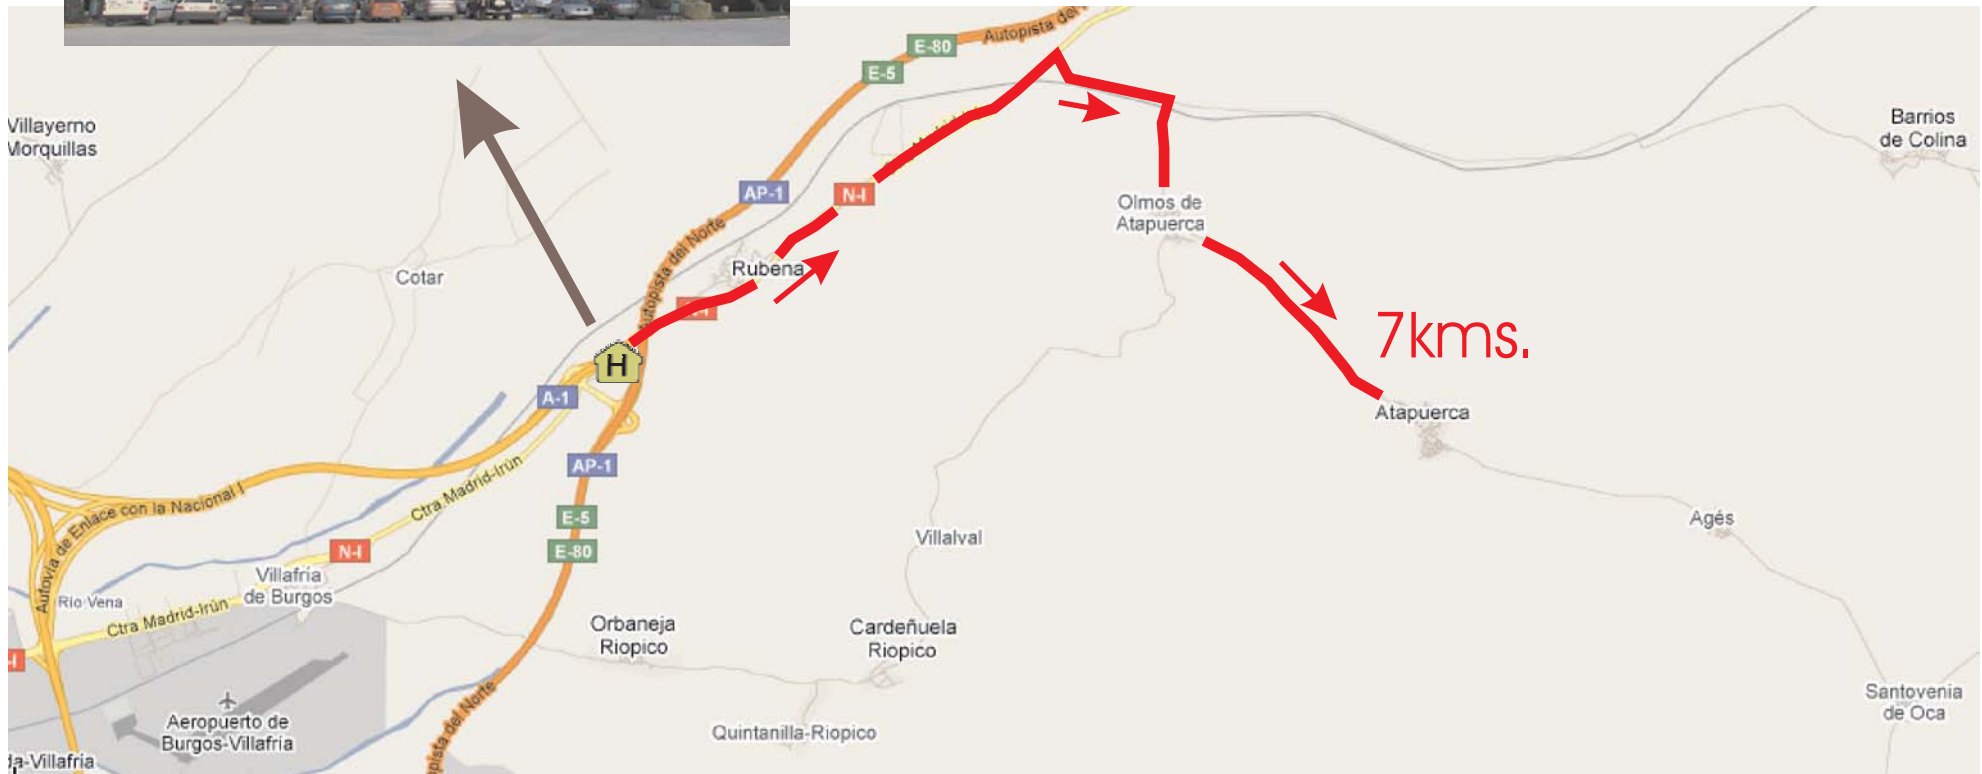 Autopista del
E-80
E-5
Villayerno
Morquillas
Barrios
de Colina
AP-1
N-I
Olmos de
Atapuerca
Autopista del Norte
Rubena
Cotar
7kms.
H
A-1
Atapuerca
AP-1
Ctra.Madrid-Irún
Autovía de Enlace con la Nacional I
E-5
Agés
N-I
Villalval
E-80
Villafría
de Burgos
Río Vena
Ctra Madrid-Irún
Orbaneja
Riopico
Cardeñuela
Riopico
Santovenia
de Oca
Aeropuerto de
Burgos-Villafría
Quintanilla-Riopico
pista del Norte
da-Villafría